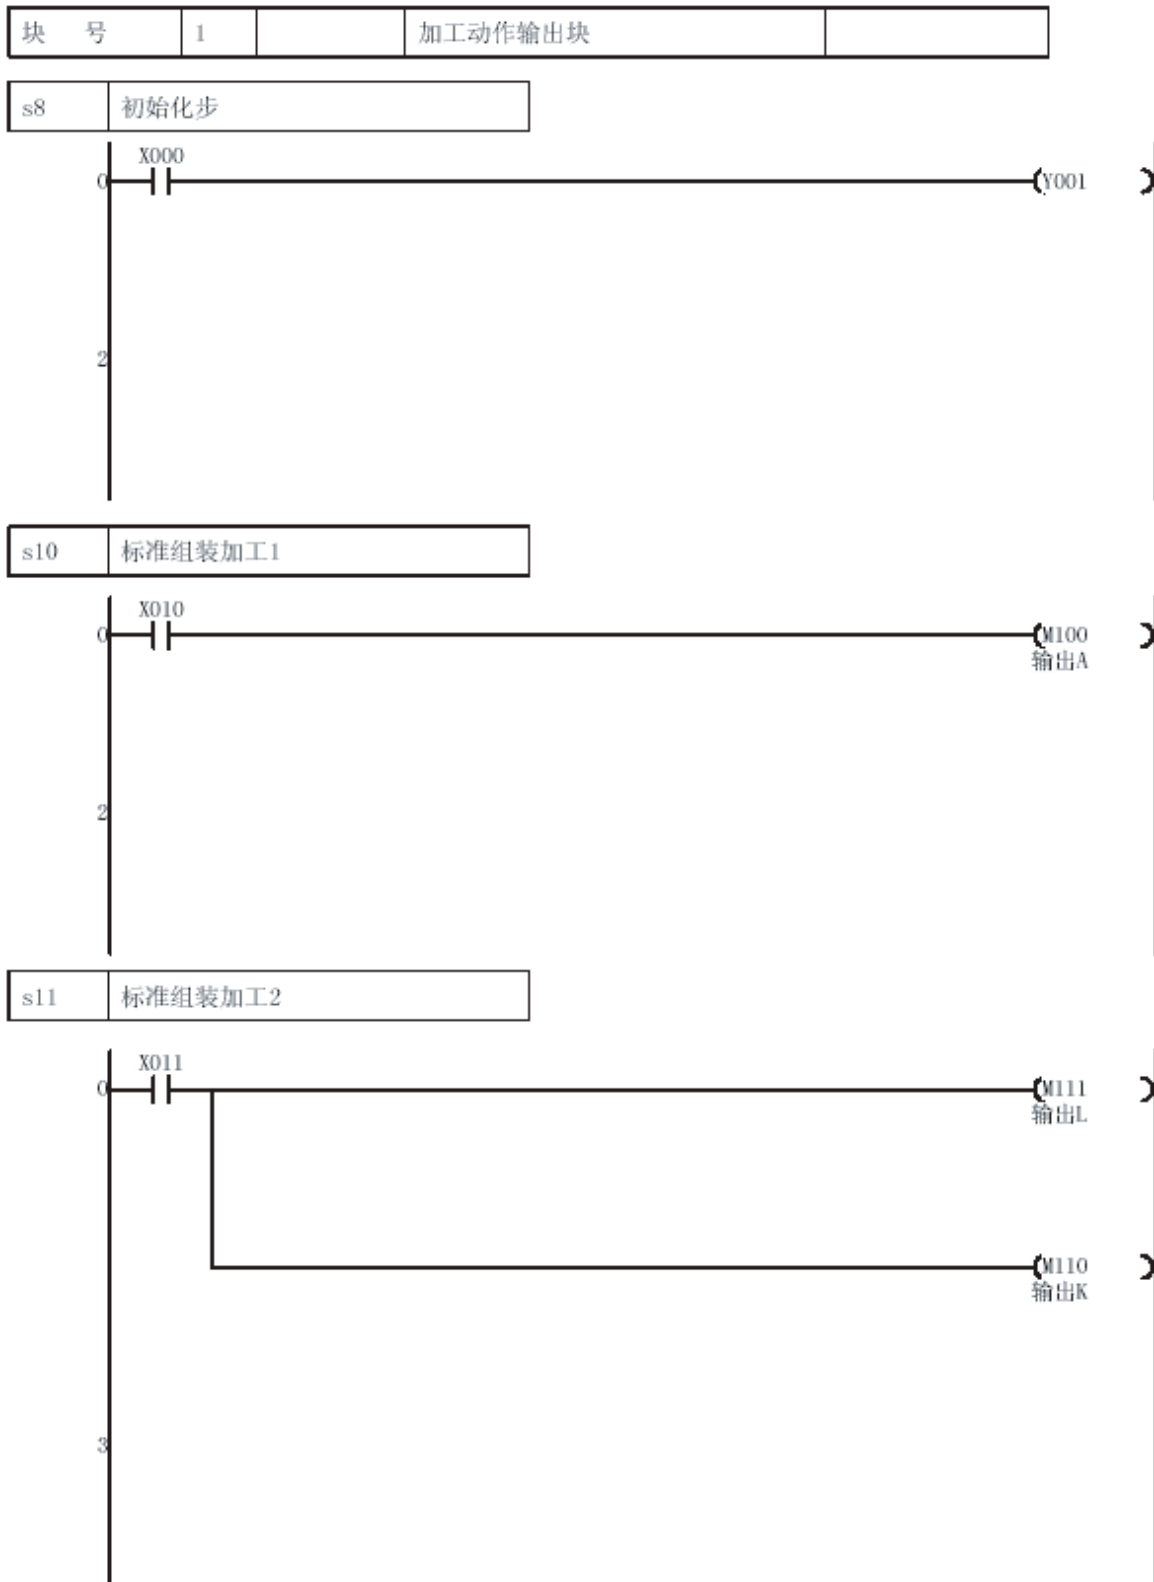 块 号 1 加工动作输出块
s8 初始化步
X000
0 Y001
2
s10 标准组装加工1
X010
0 M100
输出A
2
s11 标准组装加工2
X011
0 M111
输出L
M110
输出K
3